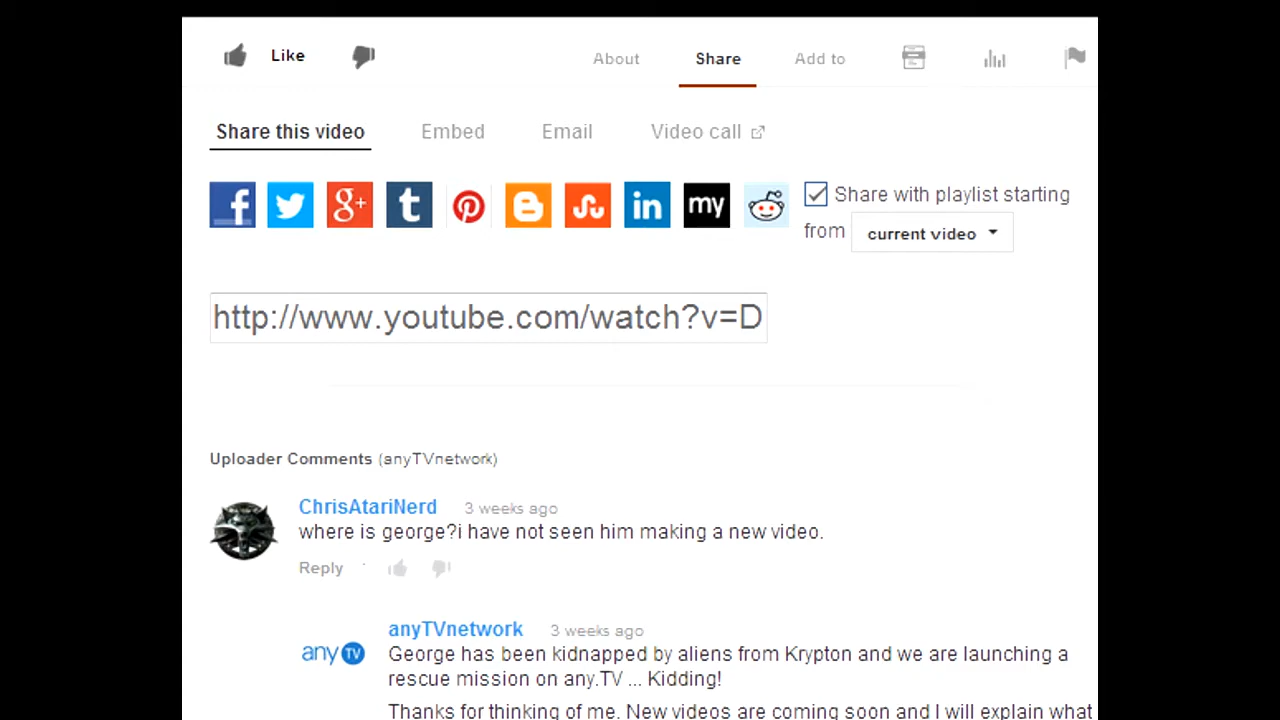 Like About Share Add to
Share this video Embed Email Video call
f g+ t B in my Share with playlist starting
from current video
http://www.youtube.com/watch?v=D
Uploader Comments (anyTVnetwork)
ChrisAtariNerd 3 weeks ago
where is george?i have not seen him making a new video.
Reply
anyTVnetwork 3 weeks ago
any TV George has been kidnapped by aliens from Krypton and we are launching a
rescue mission on any.TV ... Kidding!
Thanks for thinking of me. New videos are coming soon and I will explain what